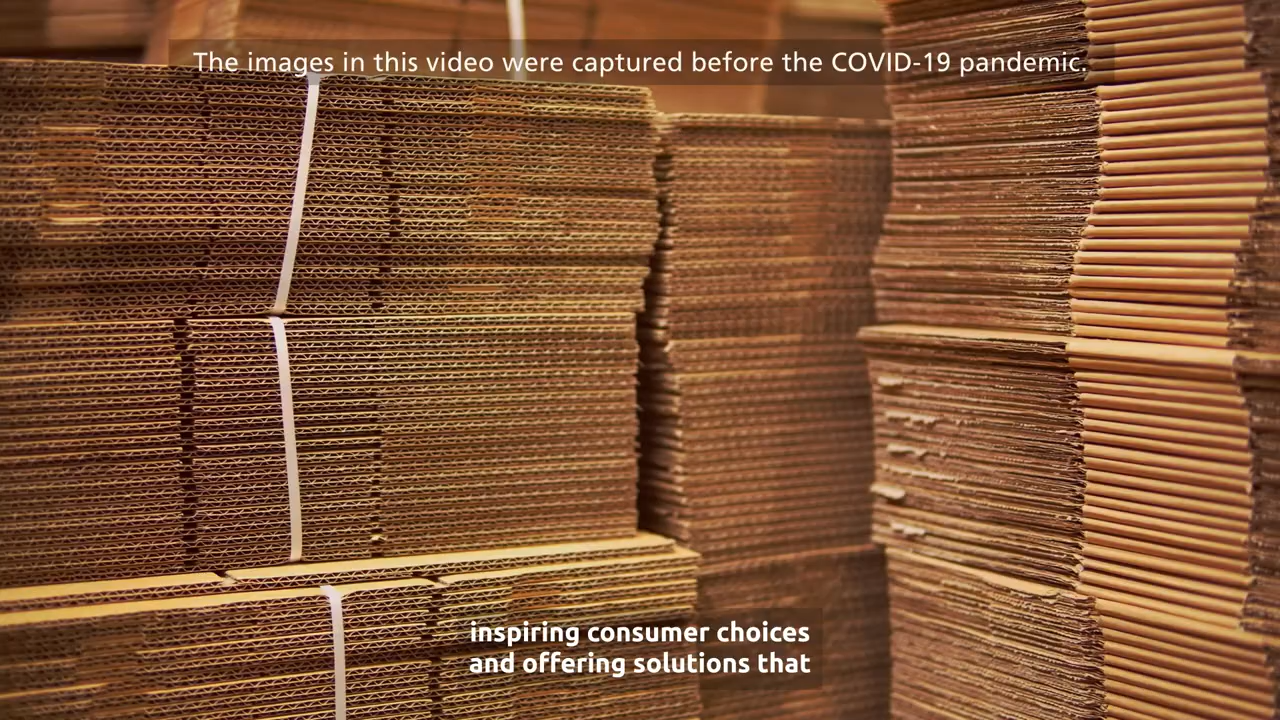 The images in this video were captured before the COVID-19 pandemic.
inspiring consumer choices
and offering solutions that